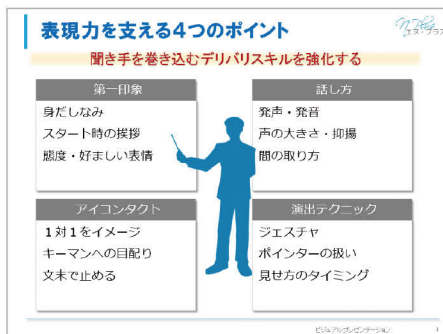 表現力を支える4つのポイント
N Plus
エヌ・プラス
聞き手を巻き込むデリバリスキルを強化する
第一印象
身だしなみ
スタート時の挨拶
態度・好ましい表情
話し方
発声・発音
声の大きさ・抑揚
間の取り方
アイコンタクト
1対1をイメージ
キーマンへの目配り
文末で止める
演出テクニック
ジェスチャ
ポインターの扱い
見せ方のタイミング
ビジュアルプレゼンテーション
1